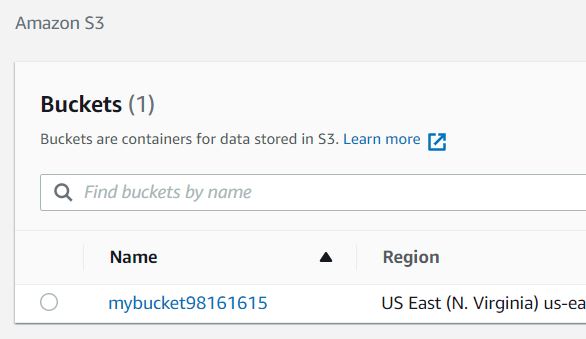 Amazon S3
Buckets (1)
Buckets are containers for data stored in S3. Learn more
Find buckets by name
Name Region
mybucket98161615 US East (N. Virginia) us-ea